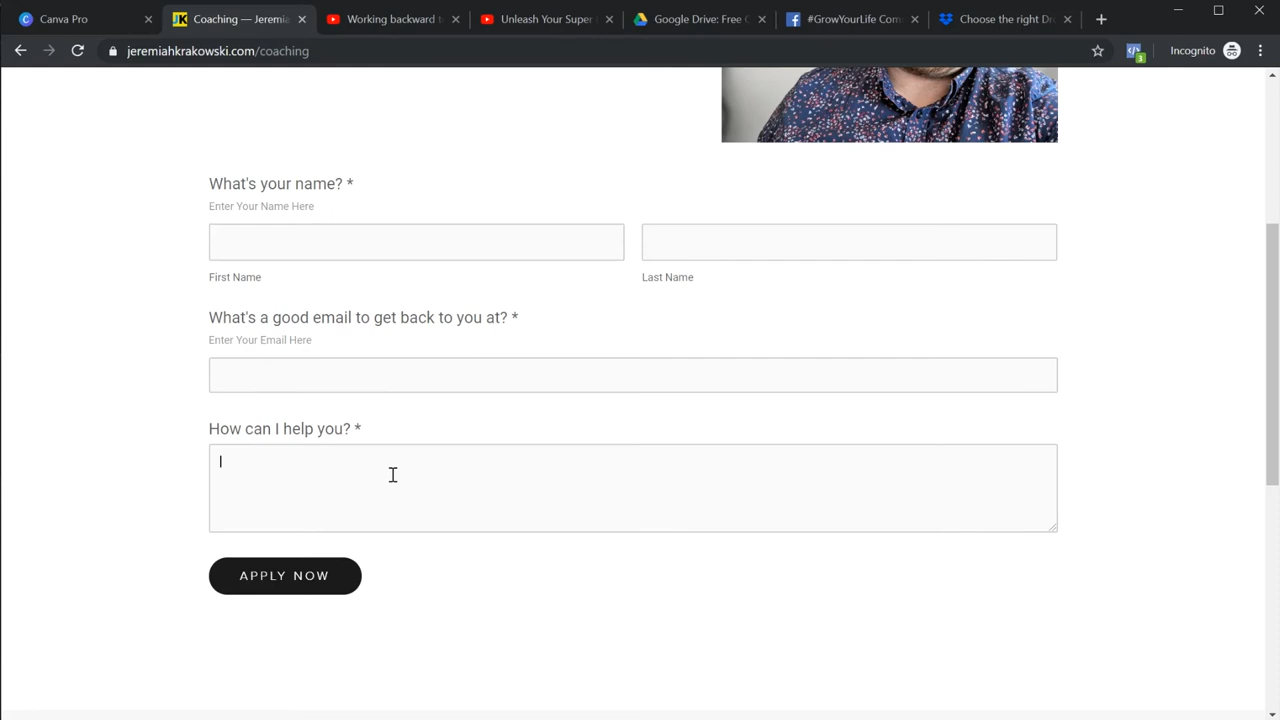 Canva Pro
Coaching — Jeremia
Working backward t
Unleash Your Super
Google Drive: Free C
#GrowYourLife Com
Choose the right Dr
jeremiahkrakowski.com/coaching
3
Incognito
What's your name? *
Enter Your Name Here
First Name
Last Name
What's a good email to get back to you at? *
Enter Your Email Here
How can I help you? *
APPLY NOW